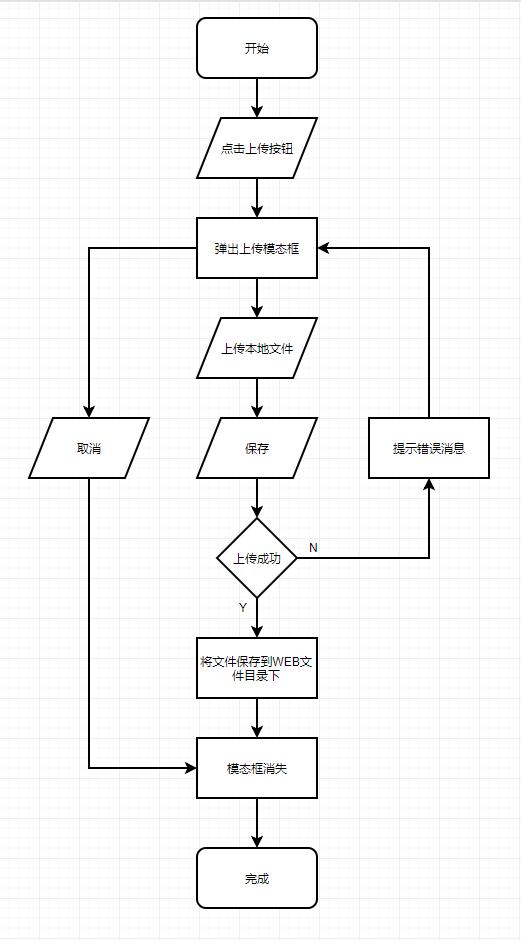 开始
点击上传按钮
弹出上传模态框
上传本地文件
取消
保存
提示错误消息
上传成功
N
Y
将文件保存到WEB文
件目录下
模态框消失
完成